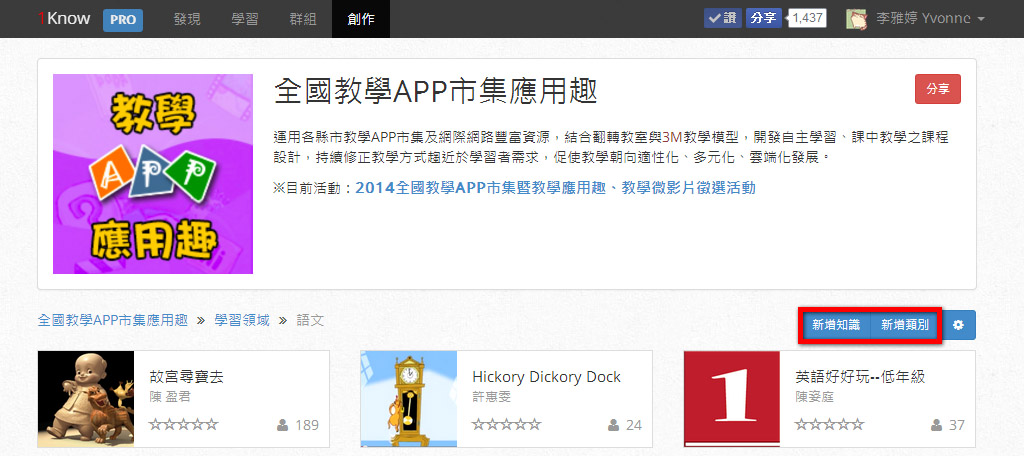 1Know PRO 發現 學習 群組 創作 讚 分享 1,437 李雅婷 Yvonne
教學
APP
應用趣
全國教學APP市集應用趣
分享
運用各縣市教學APP市集及網際網路豐富資源，結合翻轉教室與3M教學模型，開發自主學習、課中教學之課程
設計，持續修正教學方式趨近於學習者需求，促使教學朝向適性化、多元化、雲端化發展。
※目前活動：2014全國教學APP市集暨教學應用趣、教學微影片徵選活動
全國教學APP市集應用趣 » 學習領域 » 語文
新增知識 新增類別
故宮尋寶去
陳 盈君
189
Hickory Dickory Dock
許惠雯
24
1
英語好好玩--低年級
陳姿庭
37